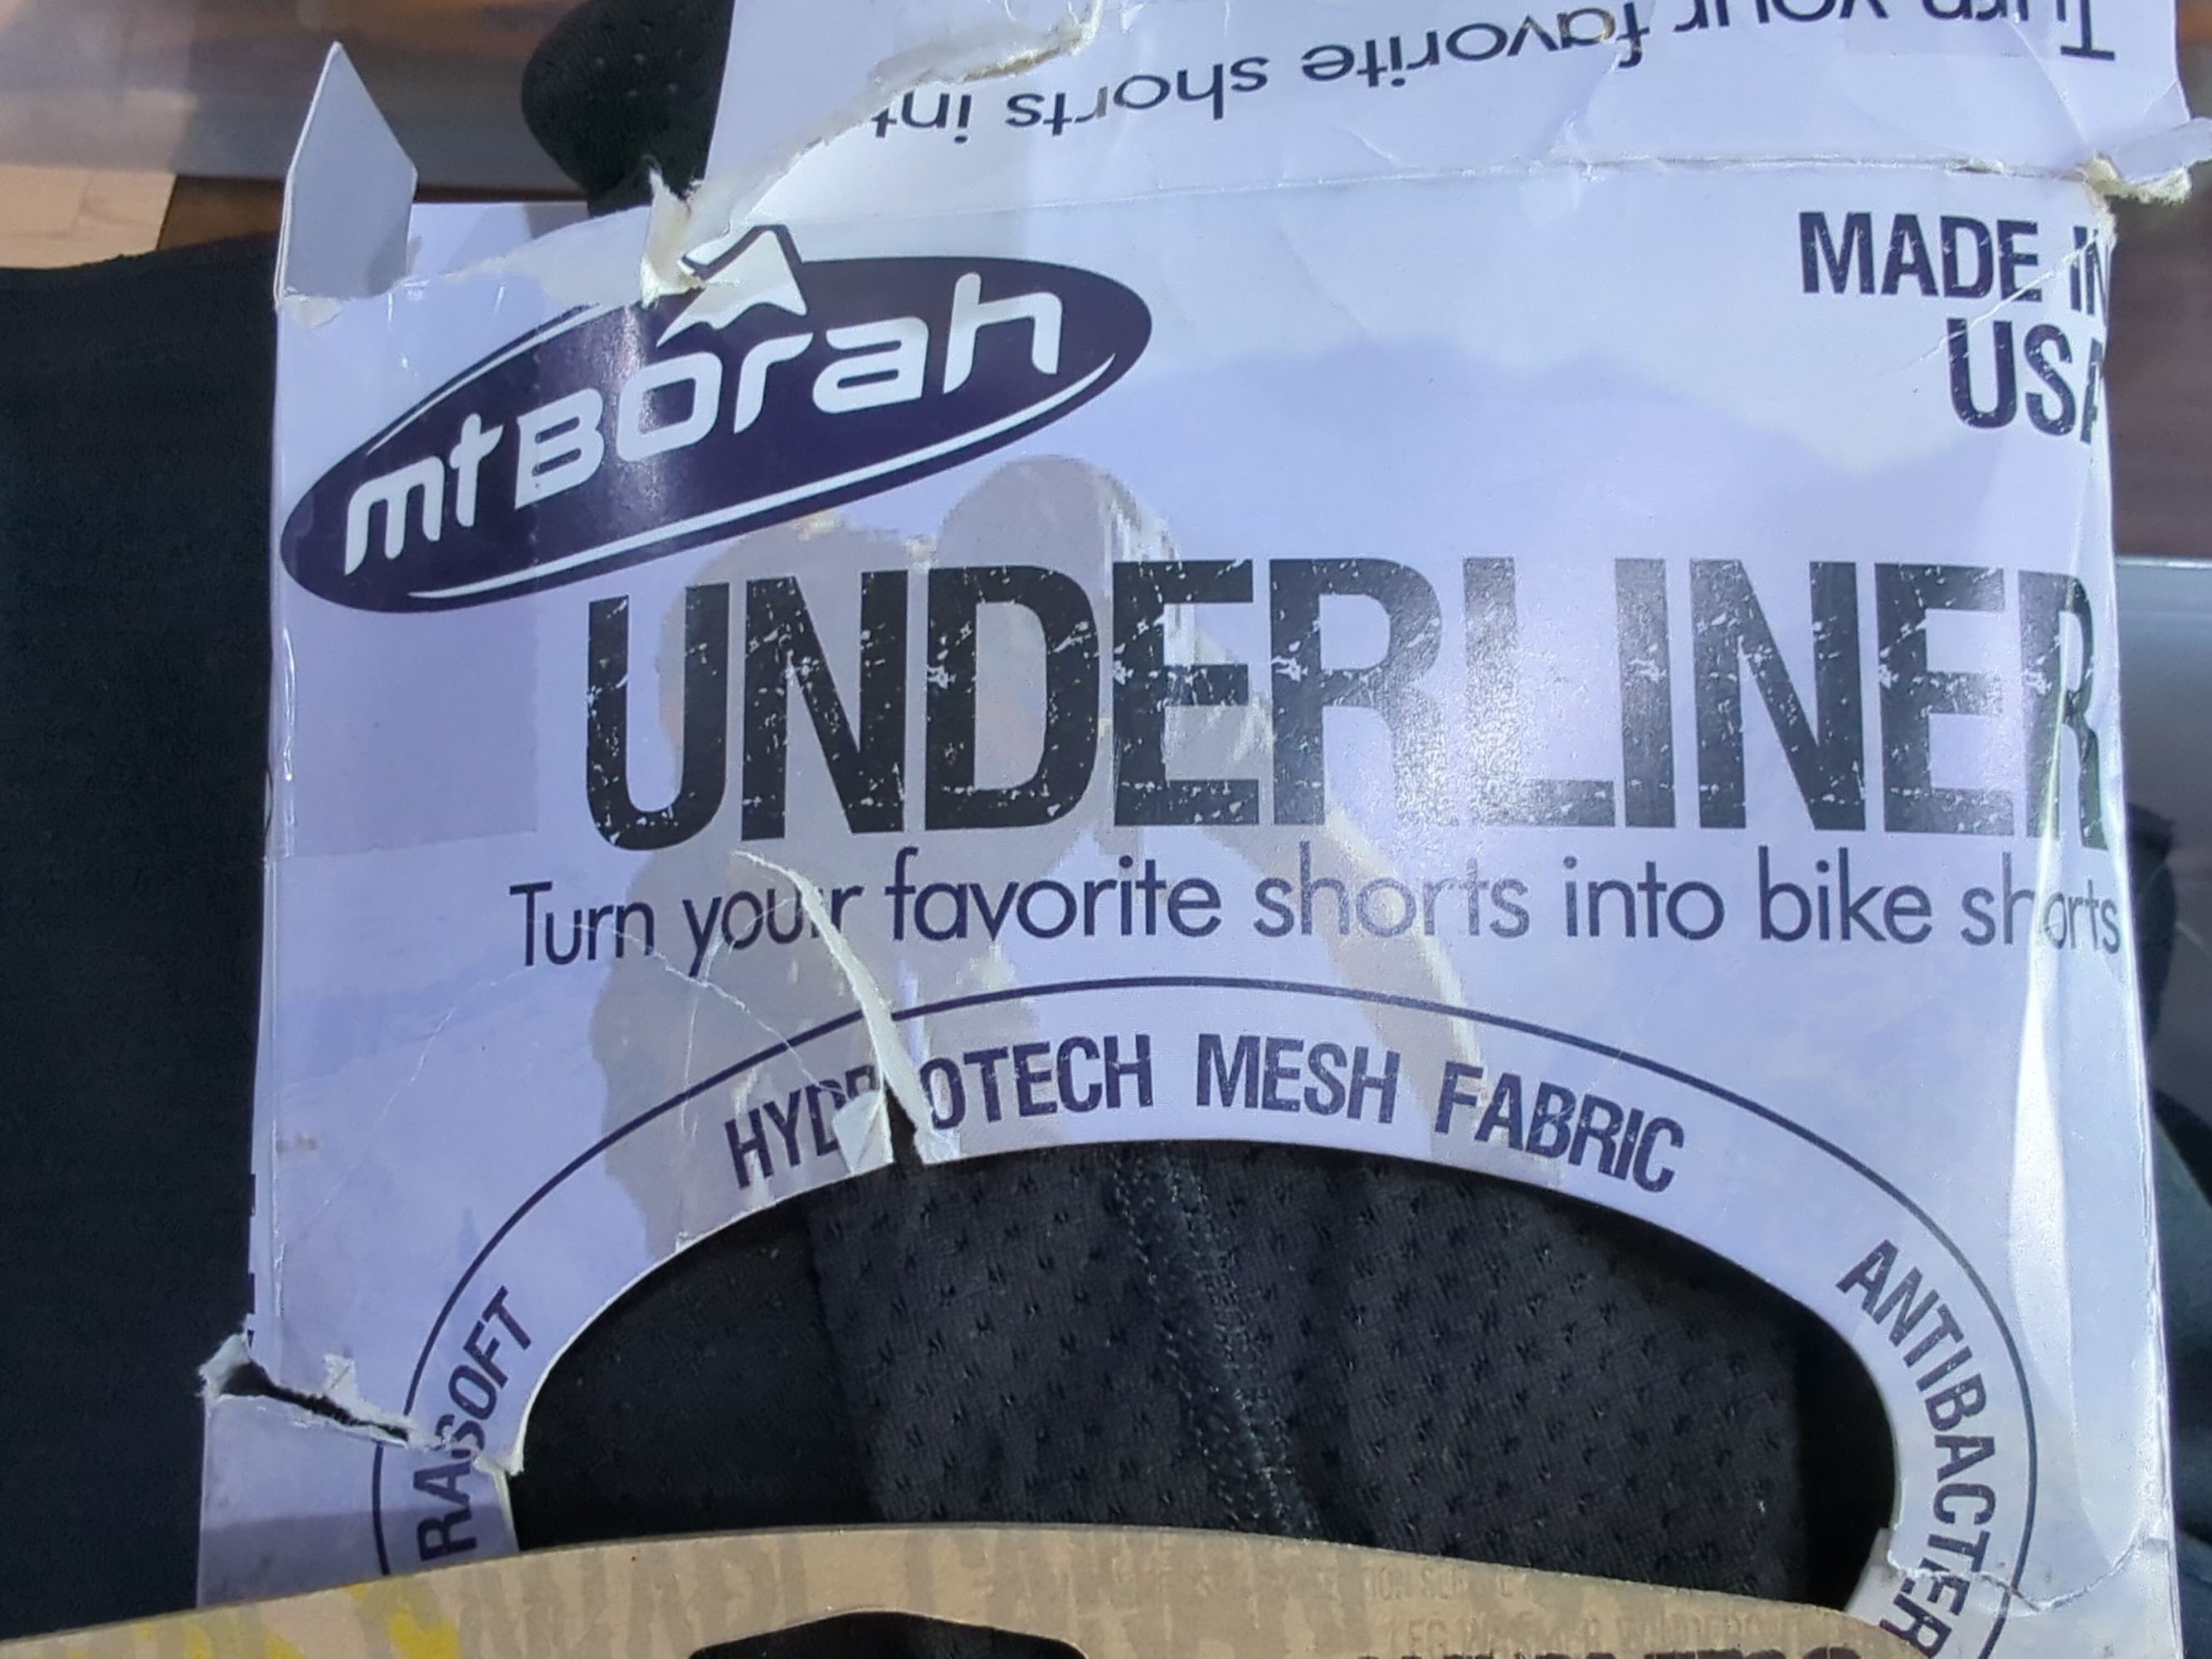 Turn your favorite shorts int
MADE IN
USA
mtBorah
UNDERLINER
Turn your favorite shorts into bike shorts
HYDROTECH MESH FABRIC
RASOFT
ANTIBACTER